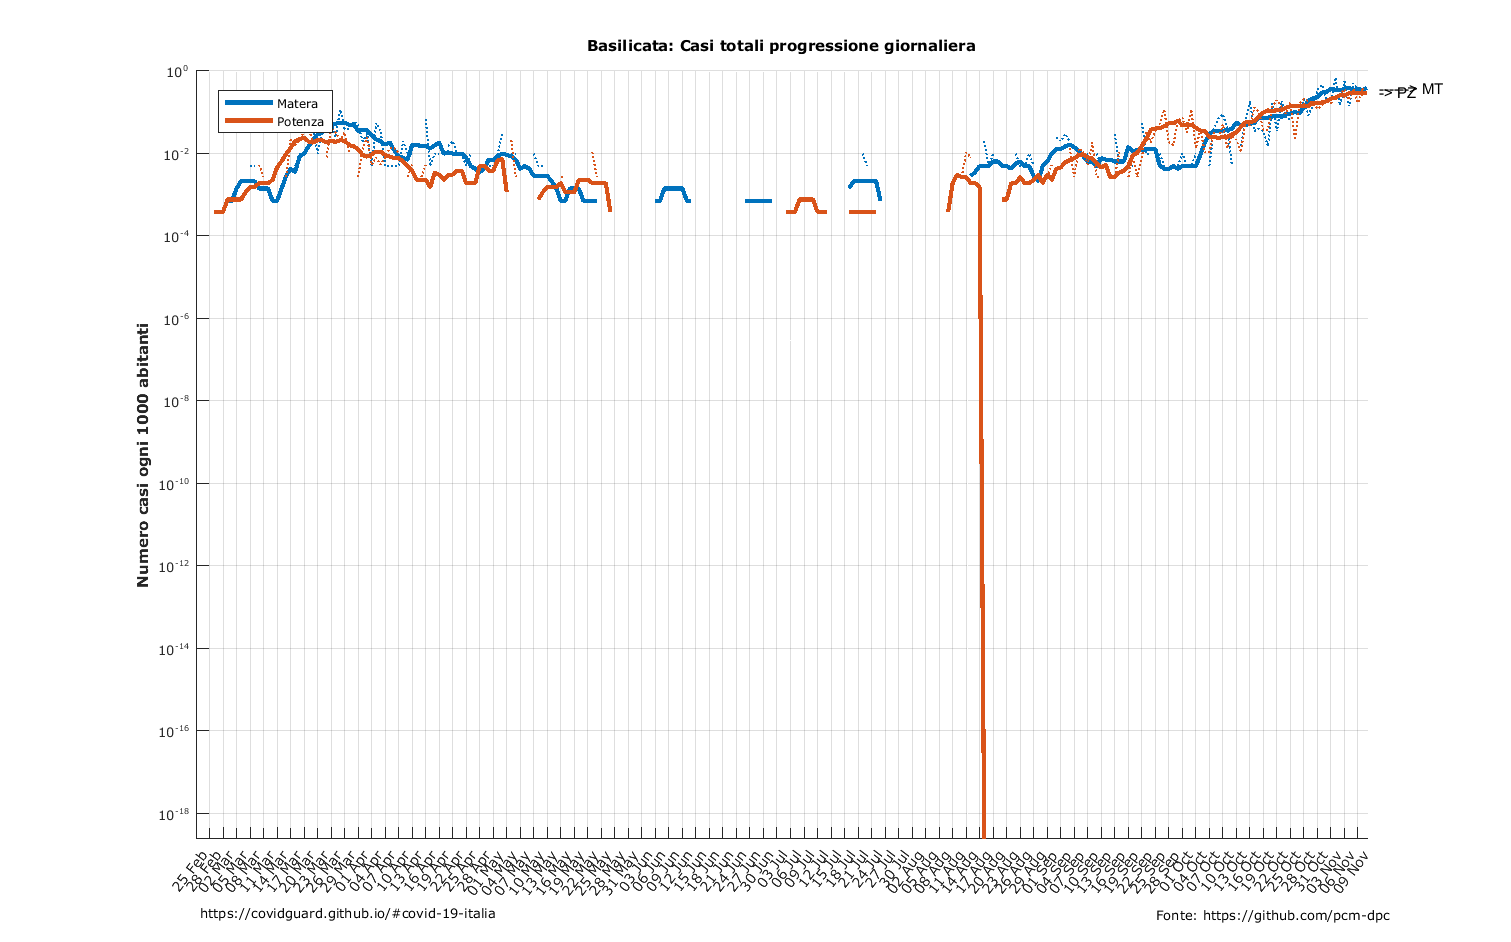 Basilicata: Casi totali progressione giornaliera
Numero casi ogni 1000 abitanti
10^0
10^-2
10^-4
10^-6
10^-8
10^-10
10^-12
10^-14
10^-16
10^-18
Matera
Potenza
-> MT
-> PZ
25 Feb
28 Feb
02 Mar
05 Mar
08 Mar
11 Mar
14 Mar
17 Mar
20 Mar
23 Mar
26 Mar
29 Mar
01 Apr
04 Apr
07 Apr
10 Apr
13 Apr
16 Apr
19 Apr
22 Apr
25 Apr
28 Apr
01 May
04 May
07 May
10 May
13 May
16 May
19 May
22 May
25 May
28 May
31 May
03 Jun
06 Jun
09 Jun
12 Jun
15 Jun
18 Jun
21 Jun
24 Jun
27 Jun
30 Jun
03 Jul
06 Jul
09 Jul
12 Jul
15 Jul
18 Jul
21 Jul
24 Jul
27 Jul
30 Jul
02 Aug
05 Aug
08 Aug
11 Aug
14 Aug
17 Aug
20 Aug
23 Aug
26 Aug
29 Aug
01 Sep
04 Sep
07 Sep
10 Sep
13 Sep
16 Sep
19 Sep
22 Sep
25 Sep
28 Sep
01 Oct
04 Oct
07 Oct
10 Oct
13 Oct
16 Oct
19 Oct
22 Oct
25 Oct
28 Oct
31 Oct
03 Nov
06 Nov
09 Nov
https://covidguard.github.io/#covid-19-italia
Fonte: https://github.com/pcm-dpc